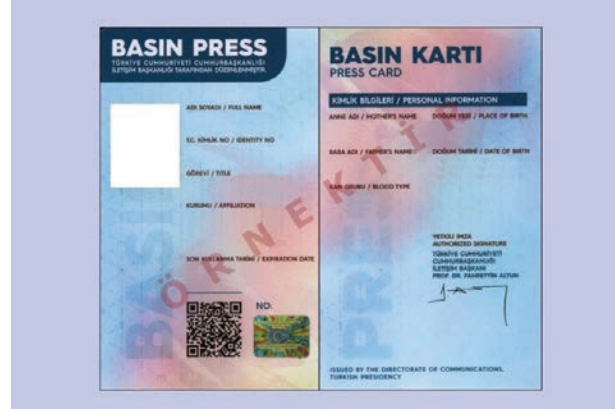 BASIN PRESS
TÜRKİYE CUMHURİYETİ CUMHURBAŞKANLIĞI
İLETİŞİM BAŞKANLIĞI TARAFINDAN DÜZENLENMİŞTİR.
ADI SOYADI / FULL NAME
T.C. KİMLİK NO / IDENTITY NO
GÖREVİ / TITLE
KURUMU / AFFILIATION
SON KULLANMA TARİHİ / EXPIRATION DATE
NO.
BASIN
ÖRNEKTİR
BASIN KARTI
PRESS CARD
KİMLİK BİLGİLERİ / PERSONAL INFORMATION
ANNE ADI / MOTHER'S NAME
DOĞUM YERİ / PLACE OF BIRTH
BABA ADI / FATHER'S NAME
DOĞUM TARİHİ / DATE OF BIRTH
KAN GRUBU / BLOOD TYPE
PRESS
YETKİLİ İMZA
AUTHORIZED SIGNATURE
TÜRKİYE CUMHURİYETİ
CUMHURBAŞKANLIĞI
İLETİŞİM BAŞKANI
PROF. DR. FAHRETTİN ALTUN
ISSUED BY THE DIRECTORATE OF COMMUNICATIONS,
TURKISH PRESIDENCY